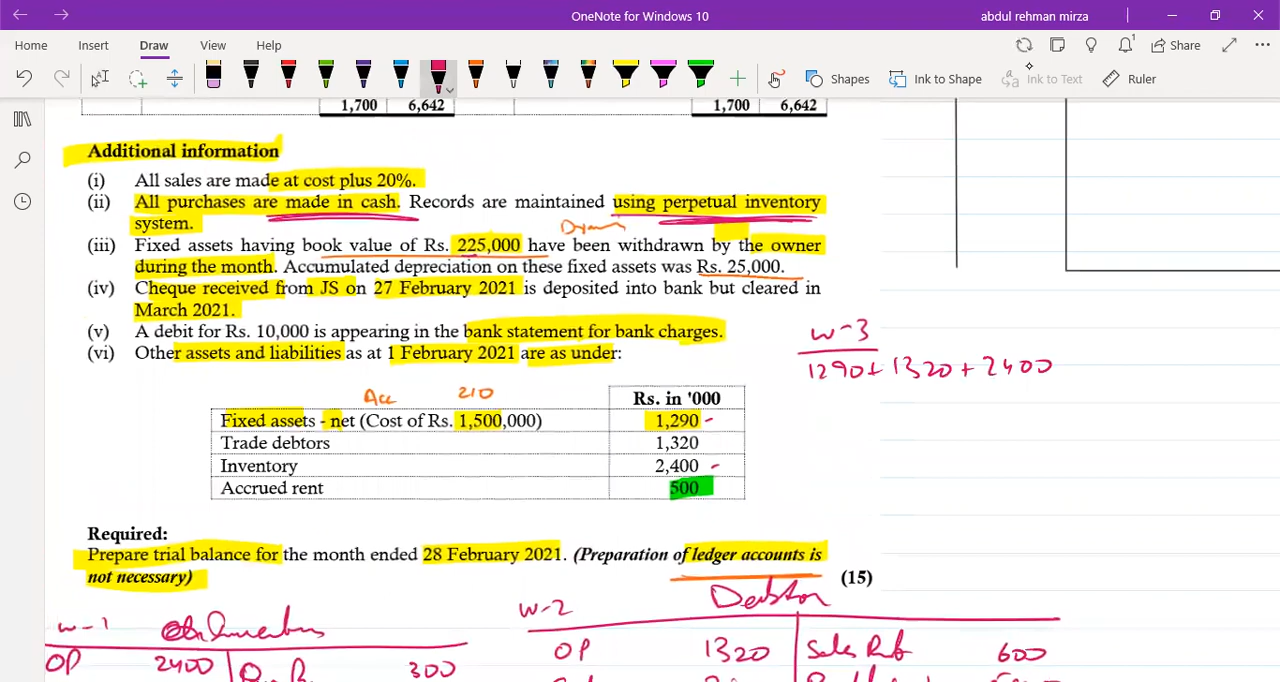 OneNote for Windows 10
abdul rehman mirza
Home Insert Draw View Help
Share
Shapes Ink to Shape Ink to Text Ruler
1,700 6,642 1,700 6,642
Additional information
(i) All sales are made at cost plus 20%.
(ii) All purchases are made in cash. Records are maintained using perpetual inventory
system.
(iii) Fixed assets having book value of Rs. 225,000 have been withdrawn by the owner
during the month. Accumulated depreciation on these fixed assets was Rs. 25,000.
(iv) Cheque received from JS on 27 February 2021 is deposited into bank but cleared in
March 2021.
(v) A debit for Rs. 10,000 is appearing in the bank statement for bank charges.
(vi) Other assets and liabilities as at 1 February 2021 are as under:
W-3
1290+1320+2400
Acc 210
Rs. in '000
Fixed assets - net (Cost of Rs. 1,500,000) 1,290
Trade debtors 1,320
Inventory 2,400
Accrued rent 500
Required:
Prepare trial balance for the month ended 28 February 2021. (Preparation of ledger accounts is
not necessary)
(15)
W-1
W-2 Debtor
OP 2400 300
OP 1320 Sales 600